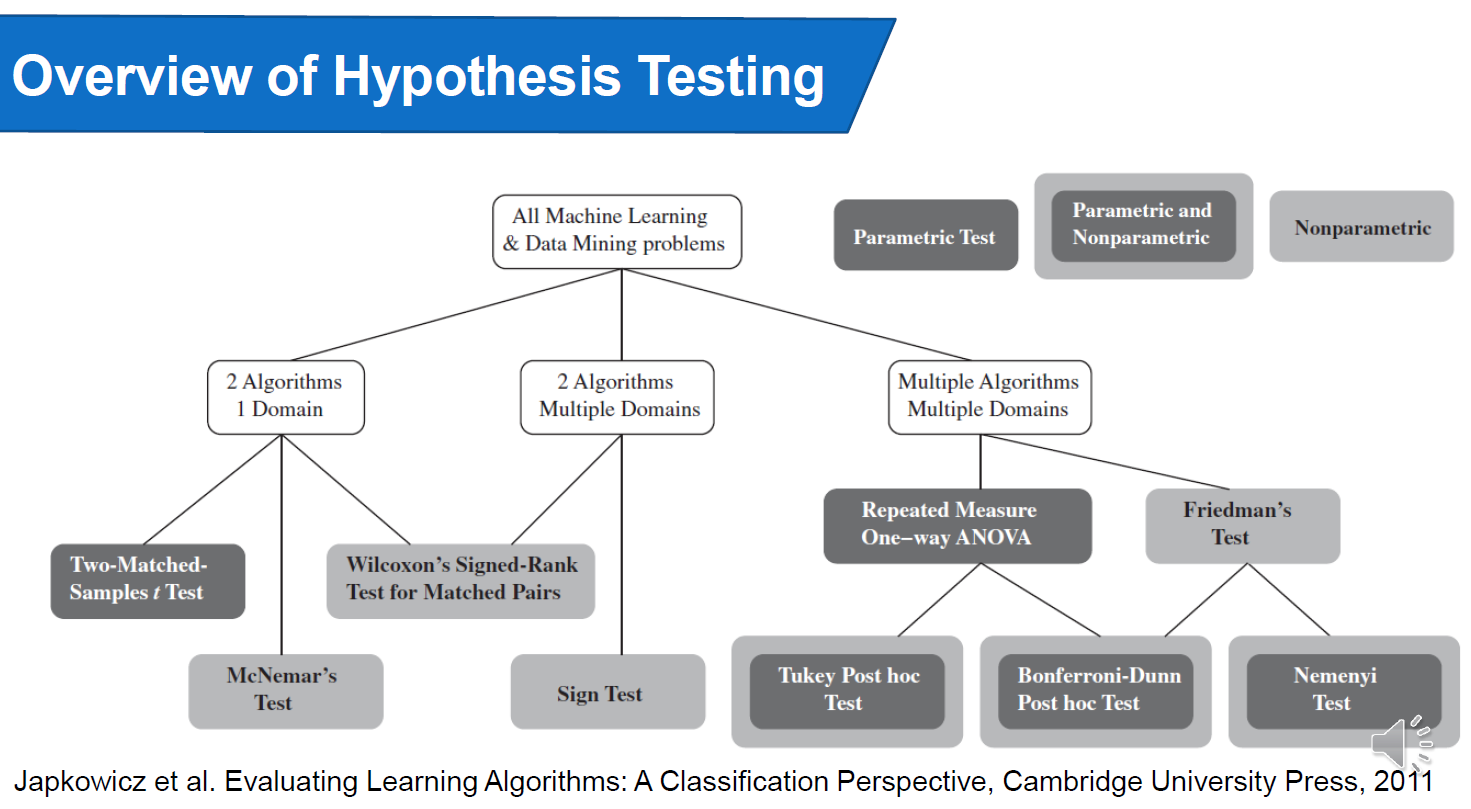 Overview of Hypothesis Testing
All Machine Learning
& Data Mining problems
Parametric Test
Parametric and
Nonparametric
Nonparametric
2 Algorithms
1 Domain
2 Algorithms
Multiple Domains
Multiple Algorithms
Multiple Domains
Repeated Measure
One−way ANOVA
Friedman’s
Test
Two-Matched-
Samples t Test
Wilcoxon’s Signed-Rank
Test for Matched Pairs
McNemar’s
Test
Sign Test
Tukey Post hoc
Test
Bonferroni-Dunn
Post hoc Test
Nemenyi
Test
Japkowicz et al. Evaluating Learning Algorithms: A Classification Perspective, Cambridge University Press, 2011